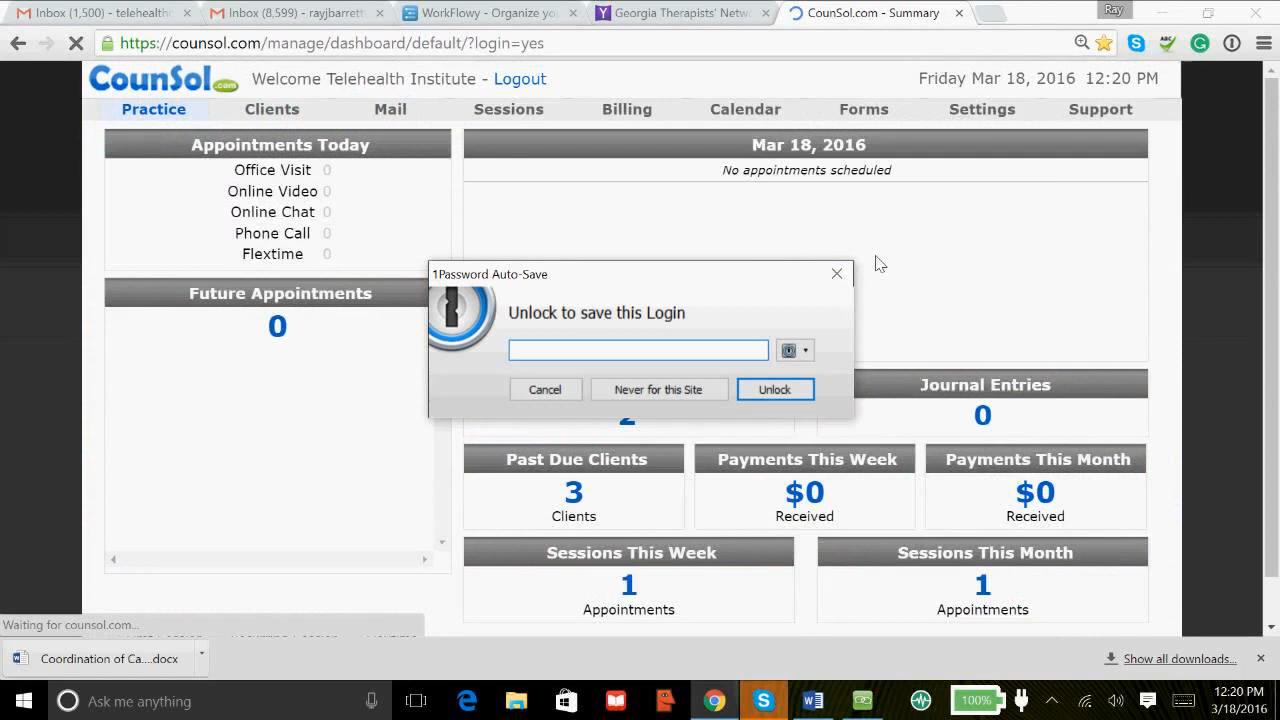 Inbox (1,500) - telehealth
Inbox (8,599) - rayjbarrett
WorkFlowy - Organize yo
Georgia Therapists' Netw
CounSol.com - Summary
Ray
https://counsol.com/manage/dashboard/default/?login=yes
ABC
CounSol.com
Welcome Telehealth Institute - Logout
Friday Mar 18, 2016 12:20 PM
Practice
Clients
Mail
Sessions
Billing
Calendar
Forms
Settings
Support
Appointments Today
Office Visit 0
Online Video 0
Online Chat 0
Phone Call 0
Flextime 0
Future Appointments
0
Mar 18, 2016
No appointments scheduled
1Password Auto-Save
Unlock to save this Login
Cancel
Never for this Site
Unlock
Journal Entries
0
Past Due Clients
3
Clients
Payments This Week
$0
Received
Payments This Month
$0
Received
Sessions This Week
1
Appointments
Sessions This Month
1
Appointments
Waiting for counsol.com...
Coordination of Ca....docx
Show all downloads...
Ask me anything
100%
12:20 PM
3/18/2016